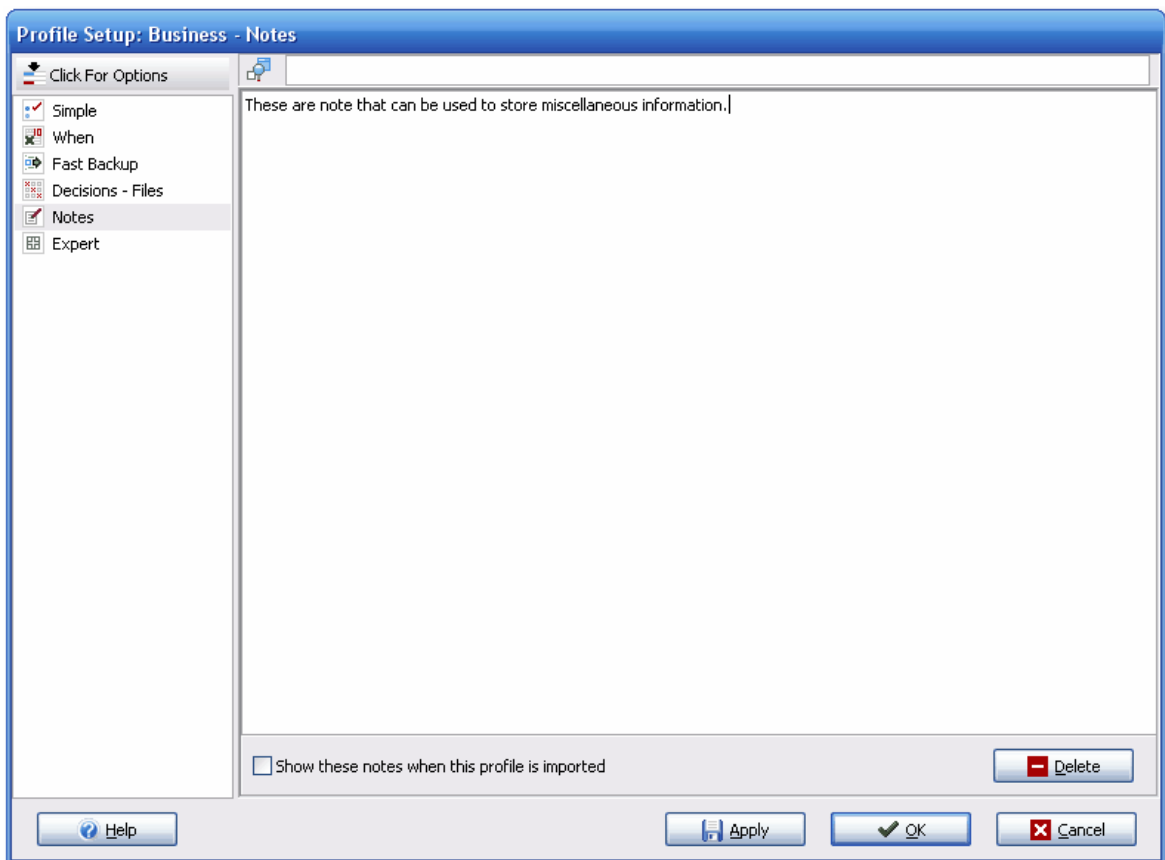 Profile Setup: Business - Notes
Click For Options
Simple
When
Fast Backup
Decisions - Files
Notes
Expert
These are note that can be used to store miscellaneous information.
Show these notes when this profile is imported
Delete
Help
Apply
OK
Cancel